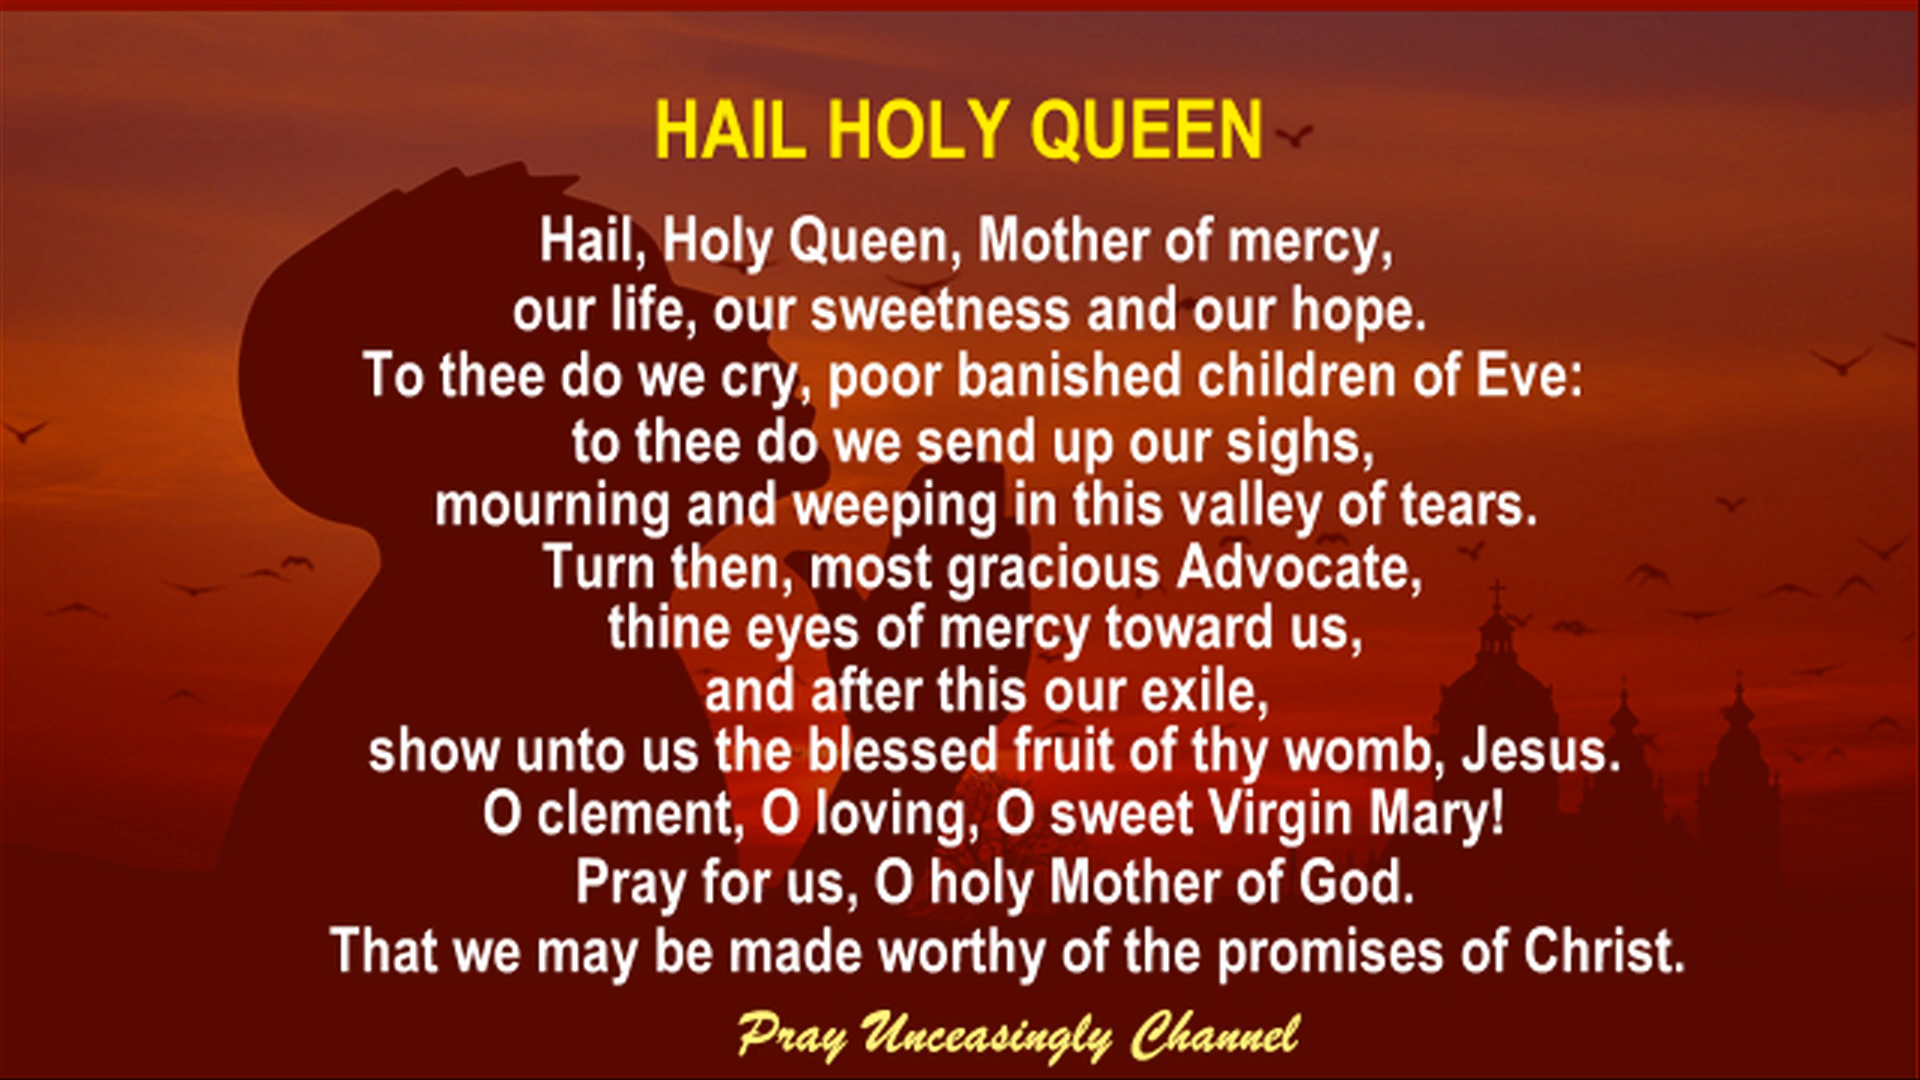 HAIL HOLY QUEEN
Hail, Holy Queen, Mother of mercy,
our life, our sweetness and our hope.
To thee do we cry, poor banished children of Eve:
to thee do we send up our sighs,
mourning and weeping in this valley of tears.
Turn then, most gracious Advocate,
thine eyes of mercy toward us,
and after this our exile,
show unto us the blessed fruit of thy womb, Jesus.
O clement, O loving, O sweet Virgin Mary!
Pray for us, O holy Mother of God.
That we may be made worthy of the promises of Christ.
Pray Unceasingly Channel